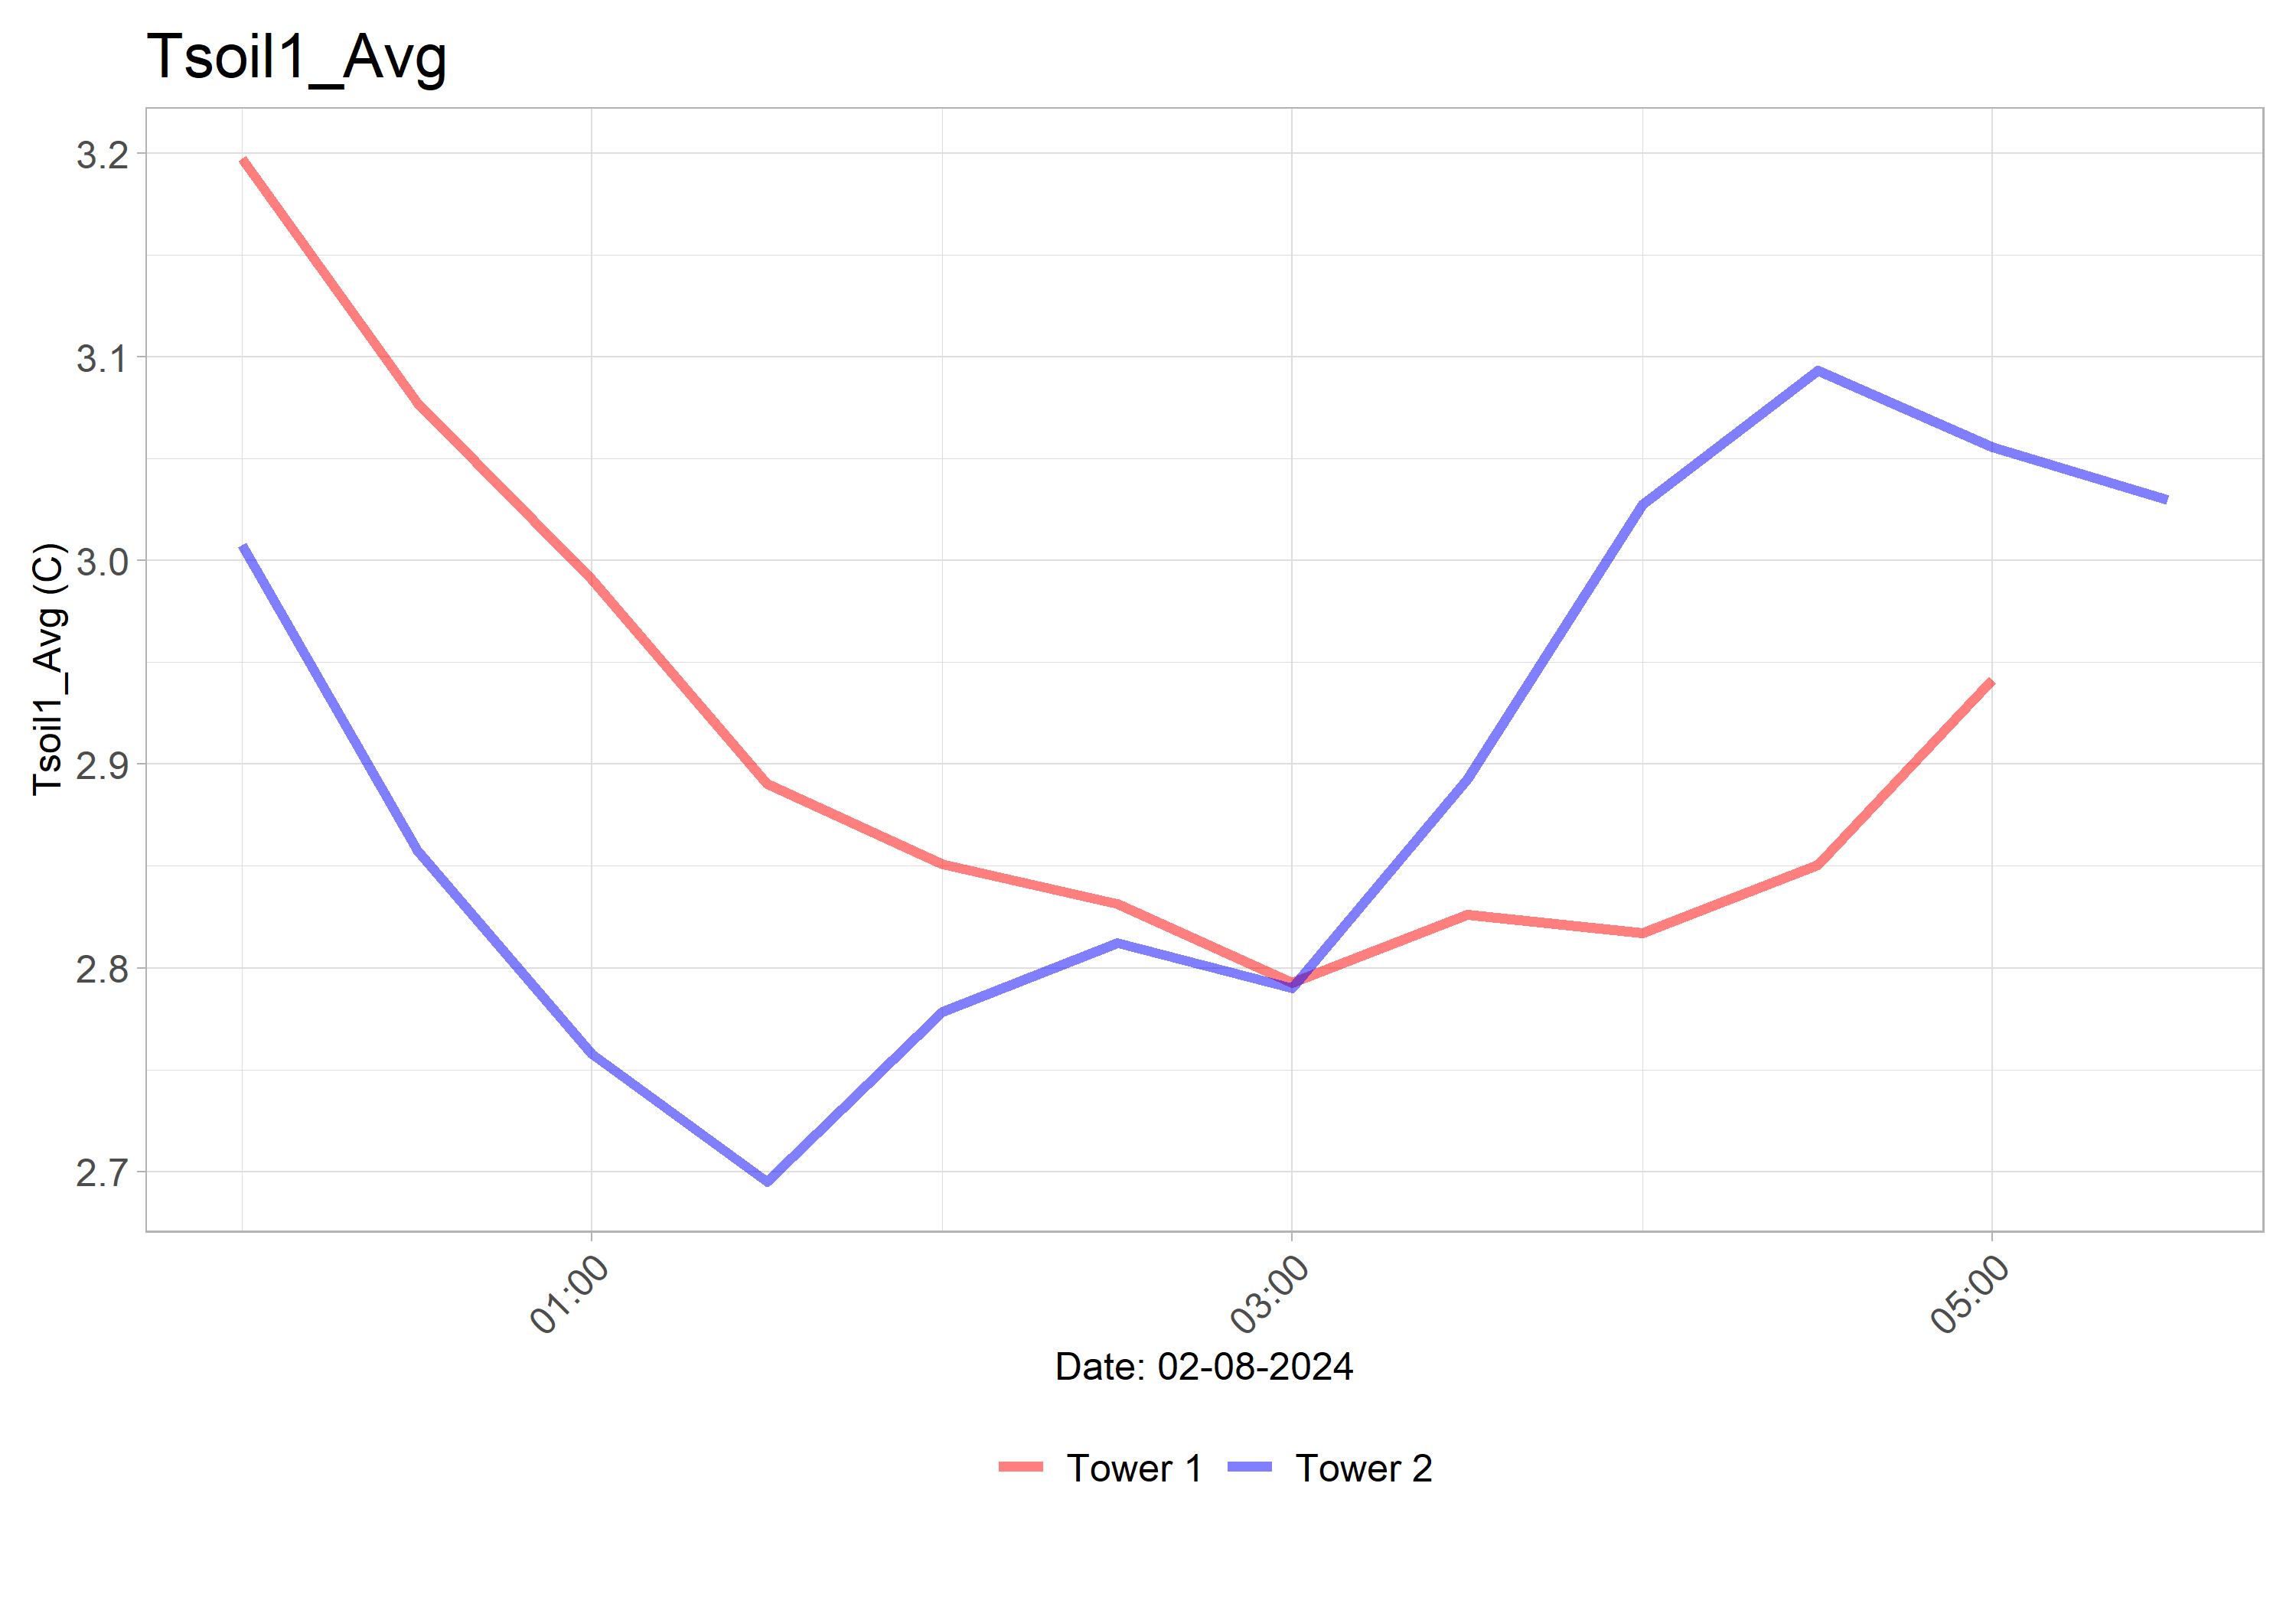 Tsoil1_Avg
Tsoil1_Avg (C)
3.2
3.1
3.0
2.9
2.8
2.7
01:00
03:00
05:00
Date: 02-08-2024
Tower 1
Tower 2